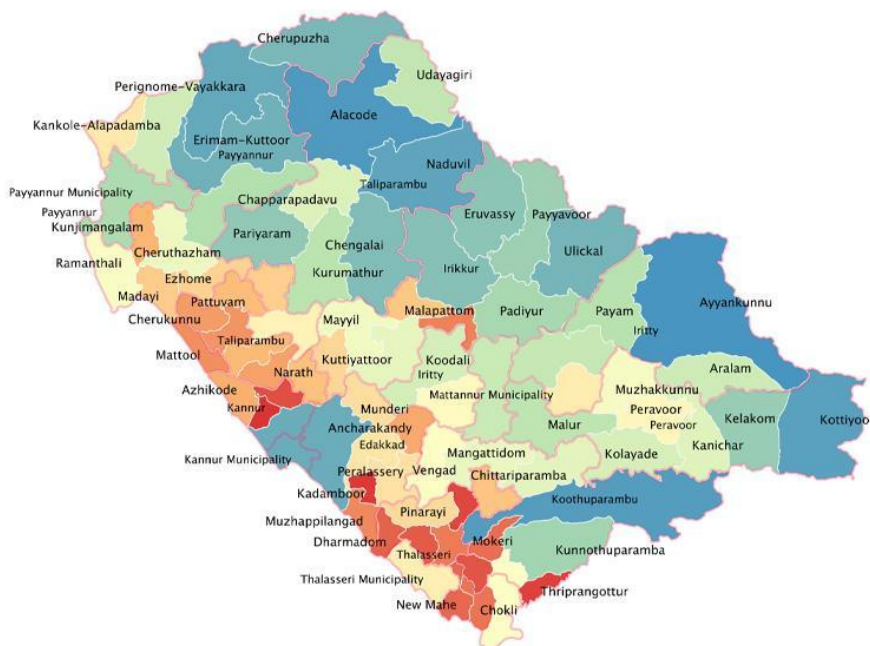 Cherupuzha
Udayagiri
Perignome-Vayakkara
Alacode
Kankole-Alapadamba
Erimam-Kuttoor
Payyannur
Naduvil
Taliparambu
Payyannur Municipality
Chapparapadavu
Payyannur
Kunjimangalam
Eruvassy
Payyavoor
Pariyaram
Cheruthazham
Chengalai
Ulickal
Ramanthali
Irikkur
Kurumathur
Ezhome
Madayi
Pattuvam
Ayyankunnu
Malapattom
Padiyur
Payam
Cherukunnu
Mayyil
Iritty
Taliparambu
Mattool
Kuttiyattoor
Koodali
Iritty
Narath
Aralam
Azhikode
Muzhakkunnu
Mattannur Municipality
Kannur
Munderi
Peravoor
Kelakom
Kottiyoo
Ancharakandy
Malur
Peravoor
Edakkad
Kanichar
Kannur Municipality
Mangattidom
Kolayade
Peralassery
Vengad
Chittariparamba
Kadamboor
Koothuparambu
Pinarayi
Muzhappilangad
Dharmadom
Mokeri
Thalasseri
Kunnothuparamba
Thalasseri Municipality
Thriprangottur
New Mahe
Chokli